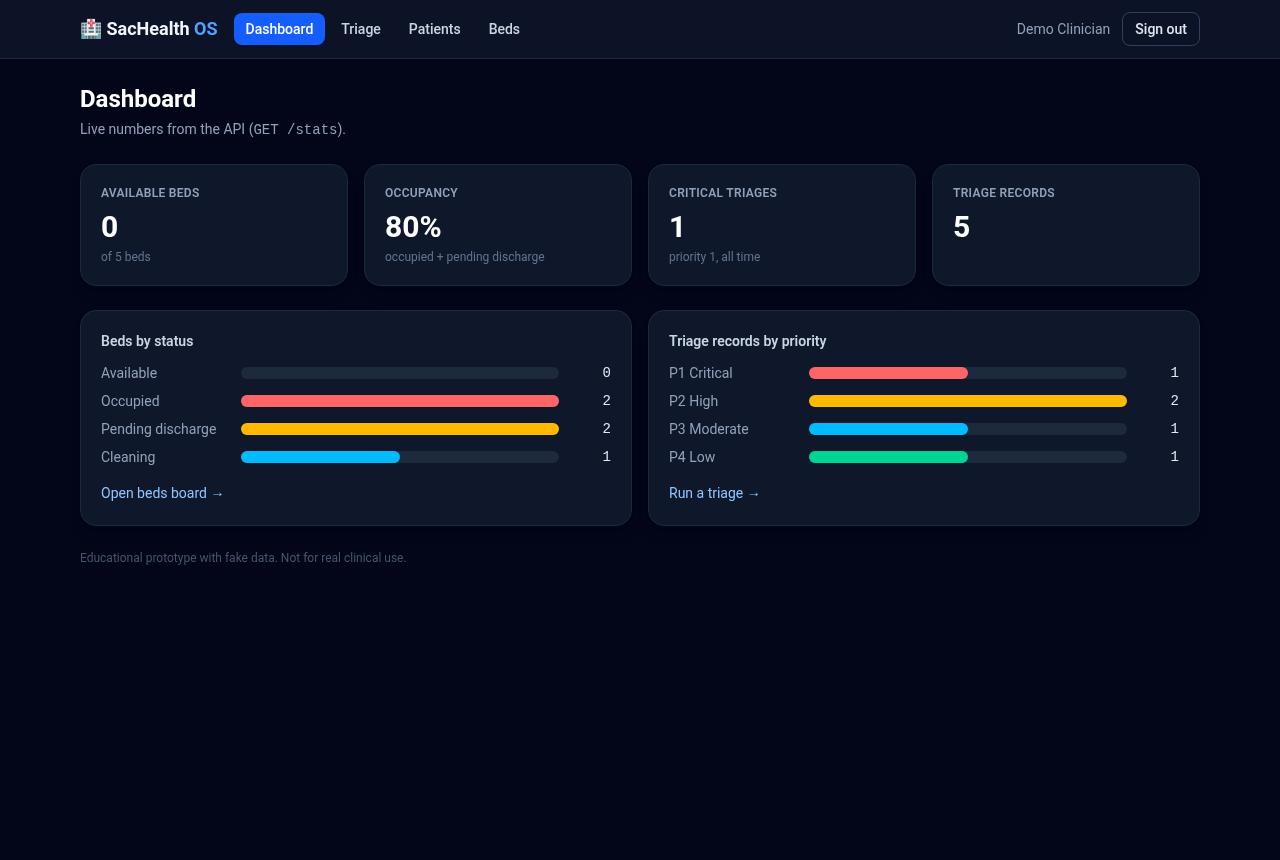 SacHealth OS Dashboard Triage Patients Beds Demo Clinician Sign out
Dashboard
Live numbers from the API (GET /stats).
AVAILABLE BEDS
0
of 5 beds
OCCUPANCY
80%
occupied + pending discharge
CRITICAL TRIAGES
1
priority 1, all time
TRIAGE RECORDS
5
Beds by status
Available 0
Occupied 2
Pending discharge 2
Cleaning 1
Open beds board →
Triage records by priority
P1 Critical 1
P2 High 2
P3 Moderate 1
P4 Low 1
Run a triage →
Educational prototype with fake data. Not for real clinical use.